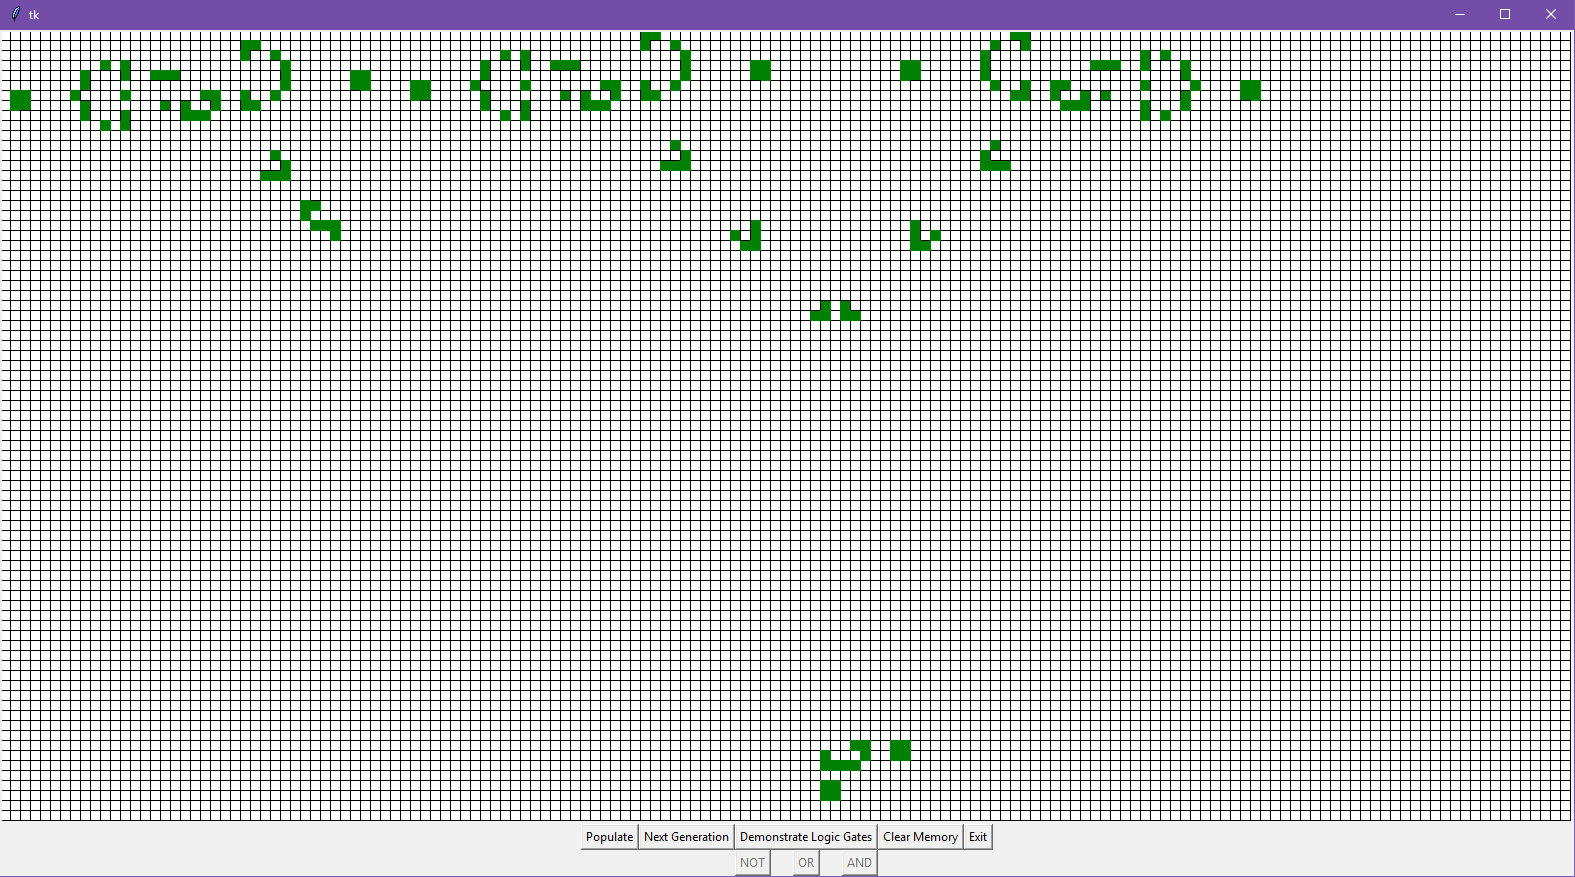 tk
Populate Next Generation Demonstrate Logic Gates Clear Memory Exit
NOT OR AND